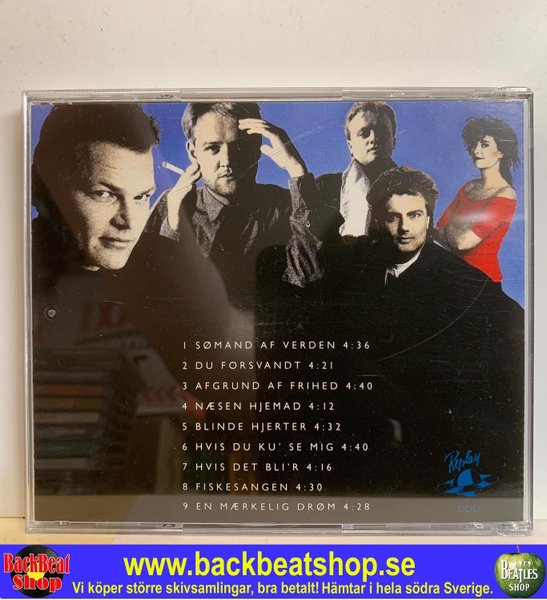 1 SØMAND AF VERDEN 4:36
2 DU FORSVANDT 4:21
3 AFGRUND AF FRIHED 4:40
4 NÆSEN HJEMAD 4:12
5 BLINDE HJERTER 4:32
6 HVIS DU KU' SE MIG 4:40
7 HVIS DET BLI'R 4:16
8 FISKESANGEN 4:30
9 EN MÆRKELIG DRØM 4:28
Replay
DDD
BackBeat
Shop
www.backbeatshop.se
Vi köper större skivsamlingar, bra betalt! Hämtar i hela södra Sverige.
BEATLES
SHOP